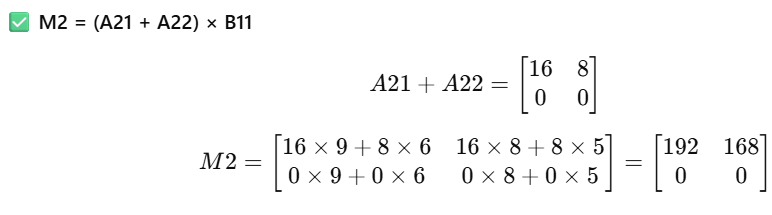 ✅ M2 = (A21 + A22) × B11
A21 + A22 = [16 8
0 0]
M2 = [16 × 9 + 8 × 6 16 × 8 + 8 × 5
0 × 9 + 0 × 6 0 × 8 + 0 × 5] = [192 168
0 0]